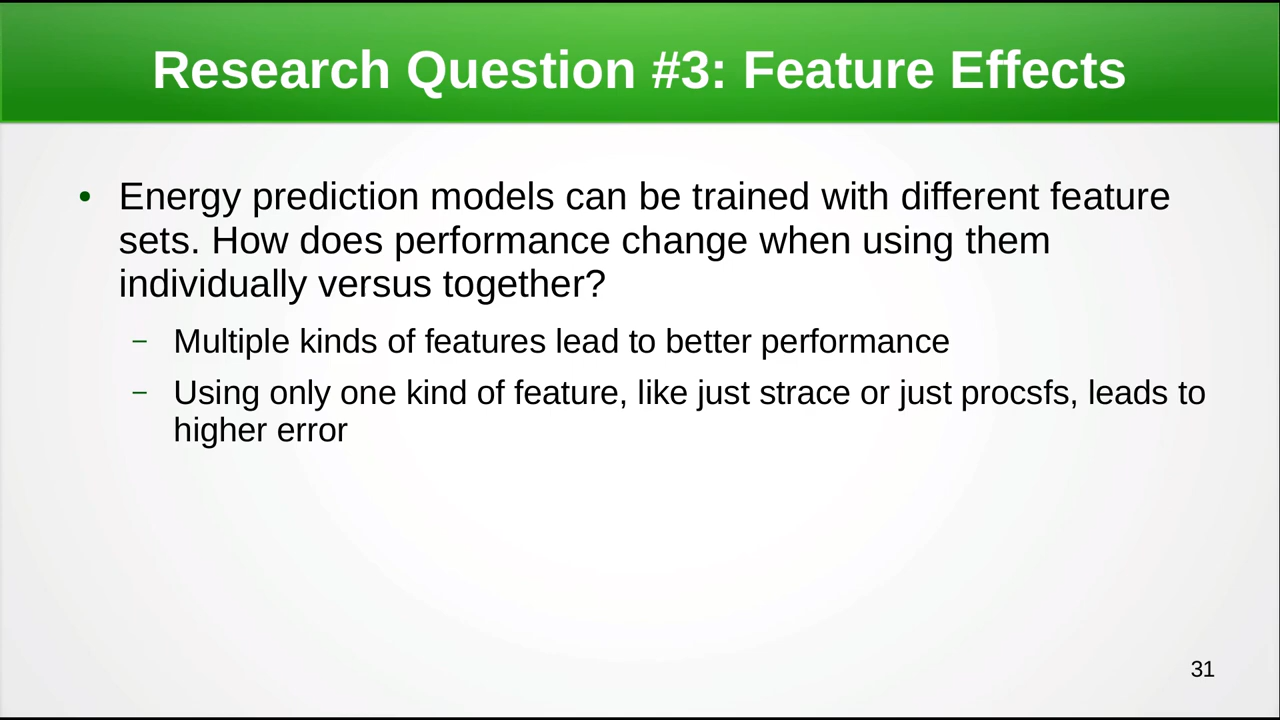 Research Question #3: Feature Effects
• Energy prediction models can be trained with different feature
sets. How does performance change when using them
individually versus together?
– Multiple kinds of features lead to better performance
– Using only one kind of feature, like just strace or just procsfs, leads to
higher error
31